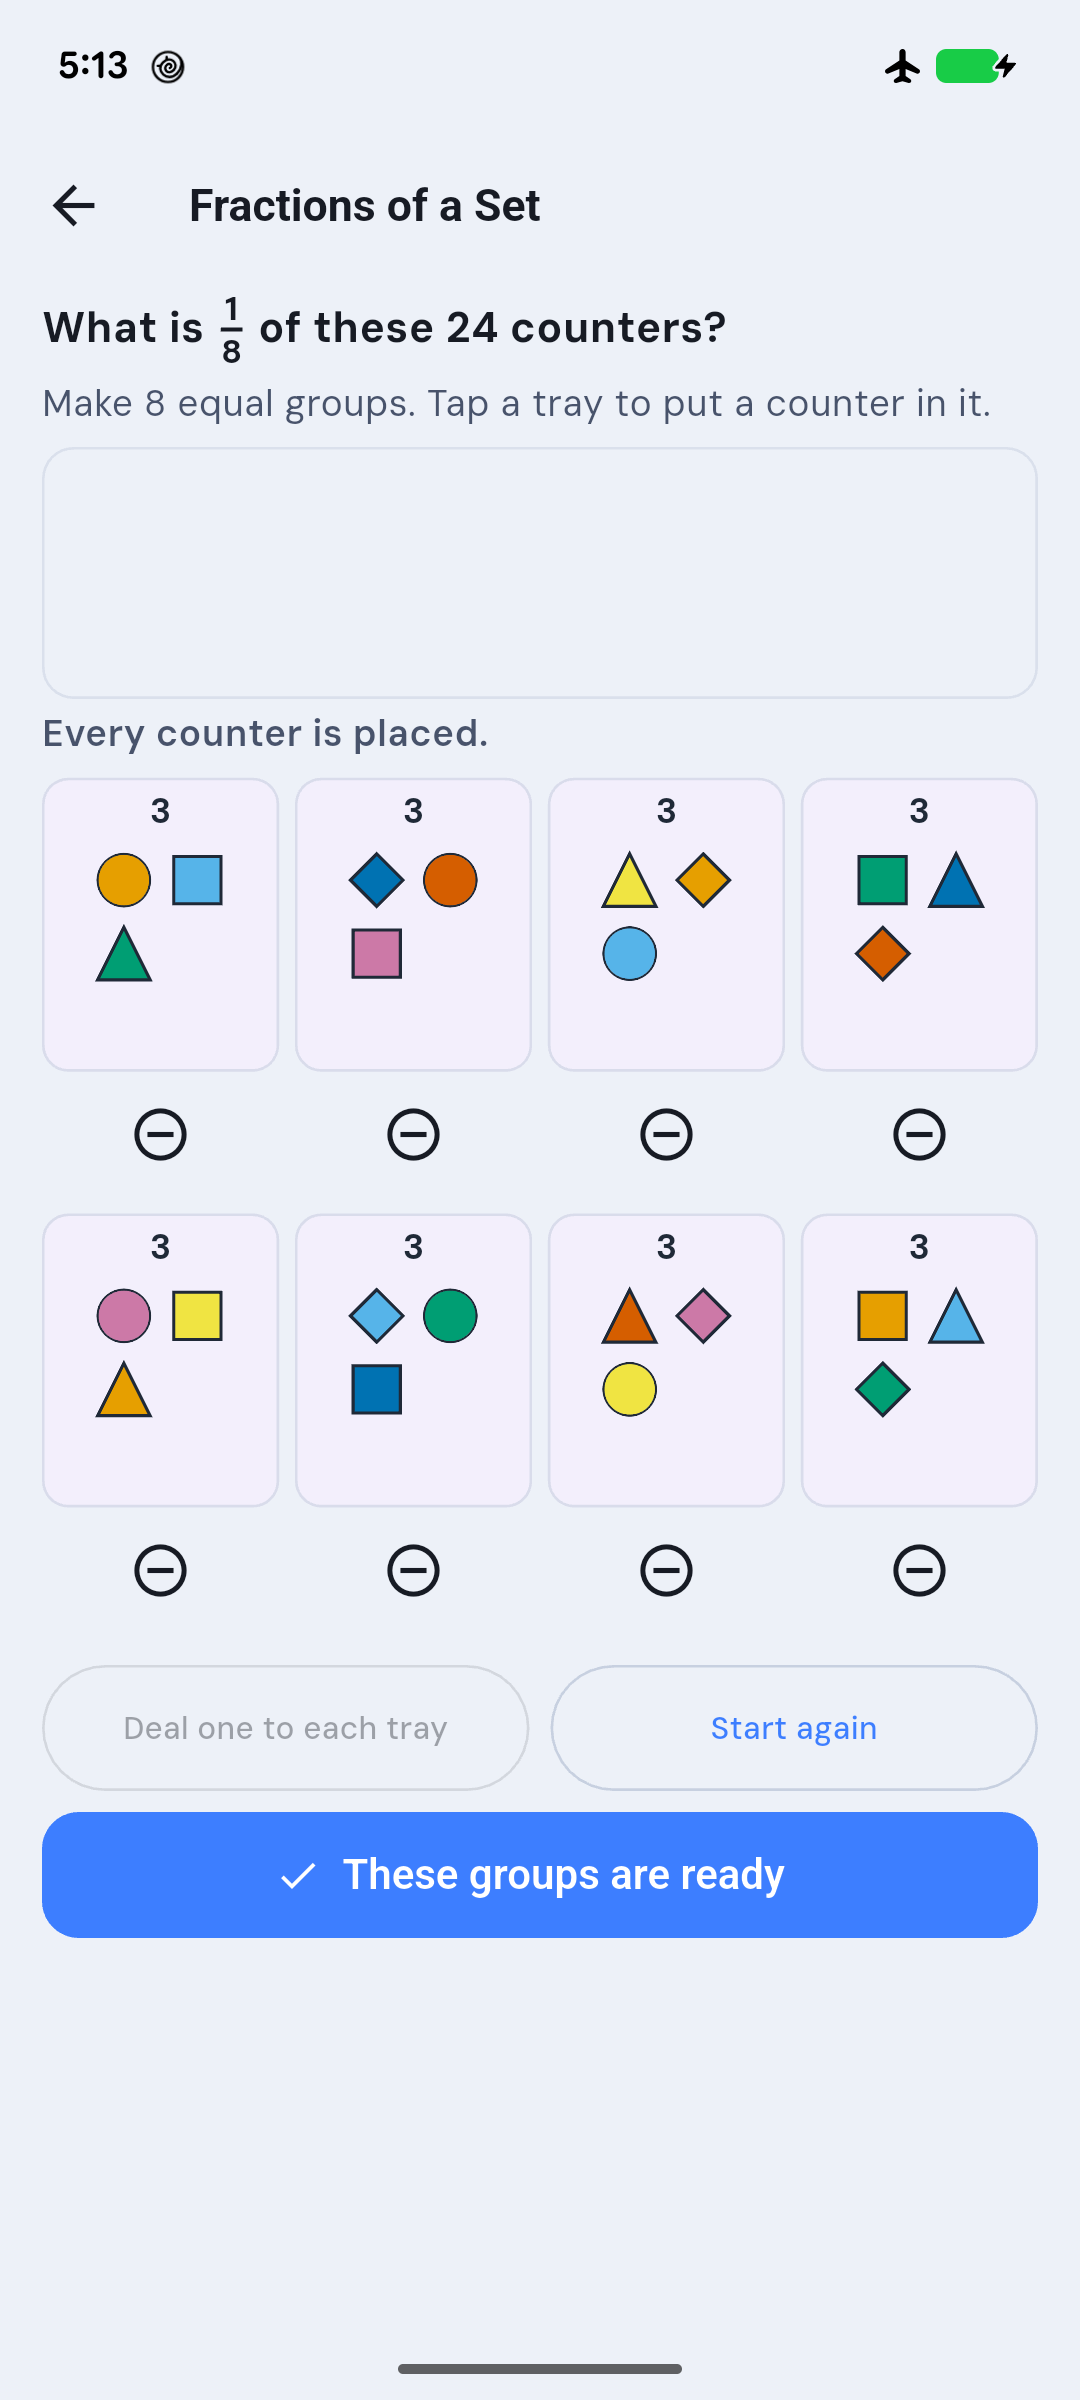 5:13
Fractions of a Set
What is 1/8 of these 24 counters?
Make 8 equal groups. Tap a tray to put a counter in it.
Every counter is placed.
3 3 3 3
3 3 3 3
Deal one to each tray Start again
These groups are ready